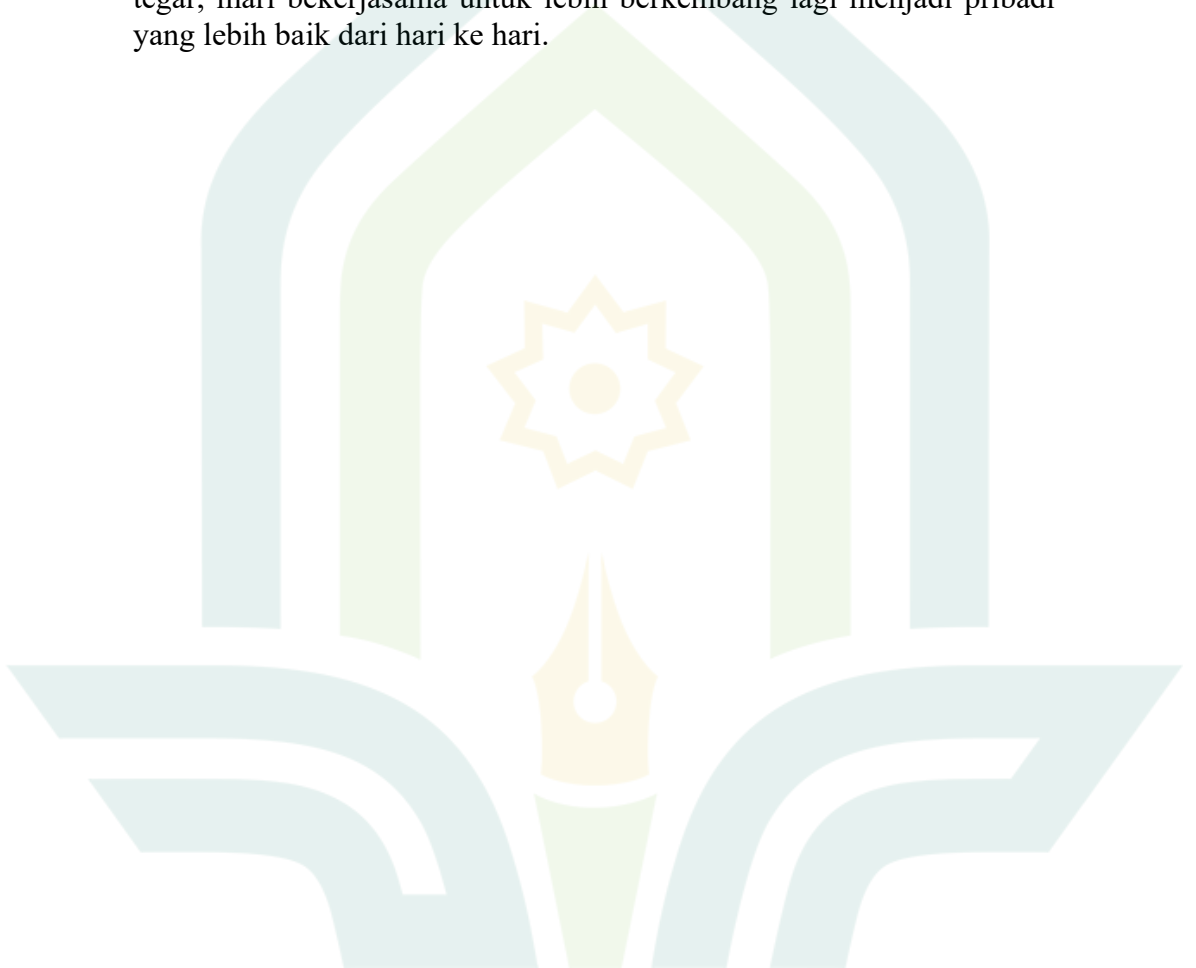 tegar, mari bekerjasama untuk lebih berkembang lagi menjadi pribadi
yang lebih baik dari hari ke hari.